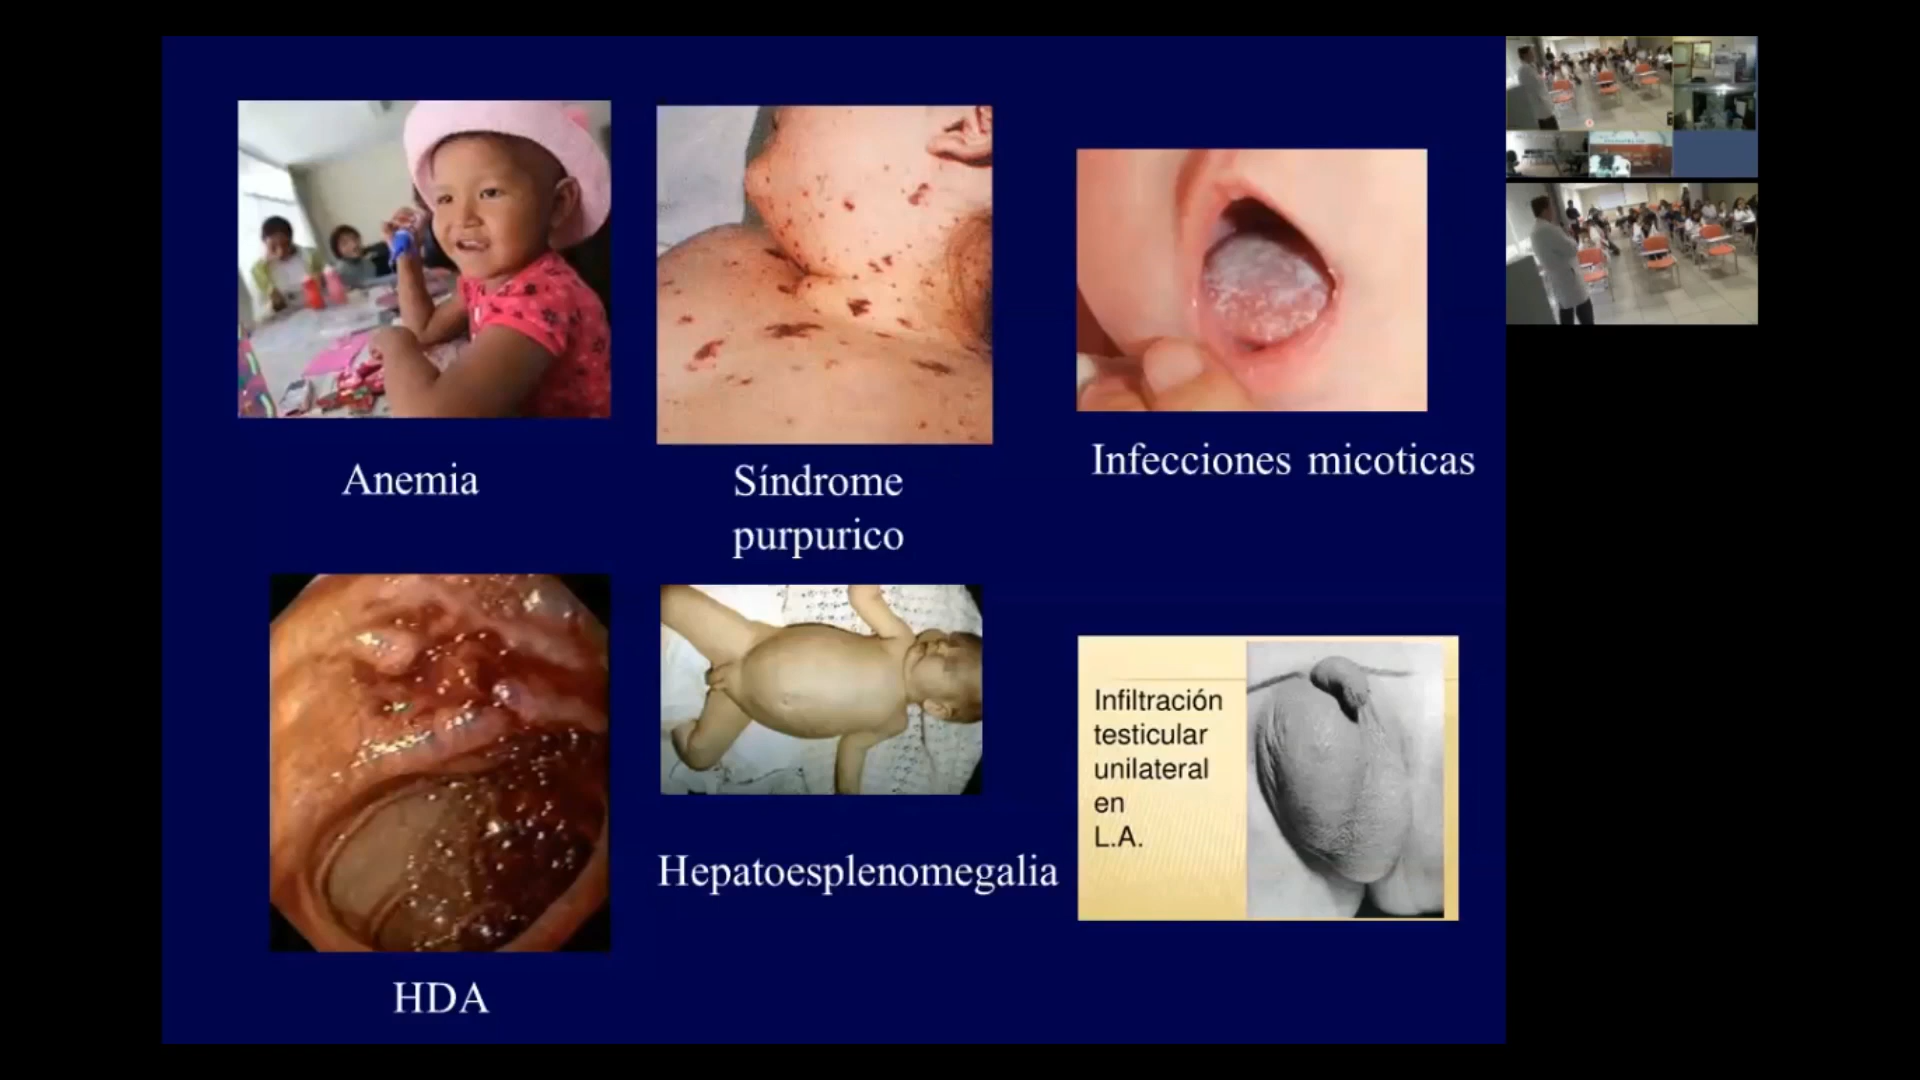 Anemia
Síndrome
purpurico
Infecciones micoticas
HDA
Hepatoesplenomegalia
Infiltración
testicular
unilateral
en
L.A.